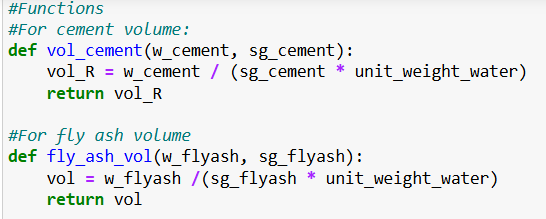 #Functions
#For cement volume:
def vol_cement(w_cement, sg_cement):
    vol_R = w_cement / (sg_cement * unit_weight_water)
    return vol_R

#For fly ash volume
def fly_ash_vol(w_flyash, sg_flyash):
    vol = w_flyash /(sg_flyash * unit_weight_water)
    return vol